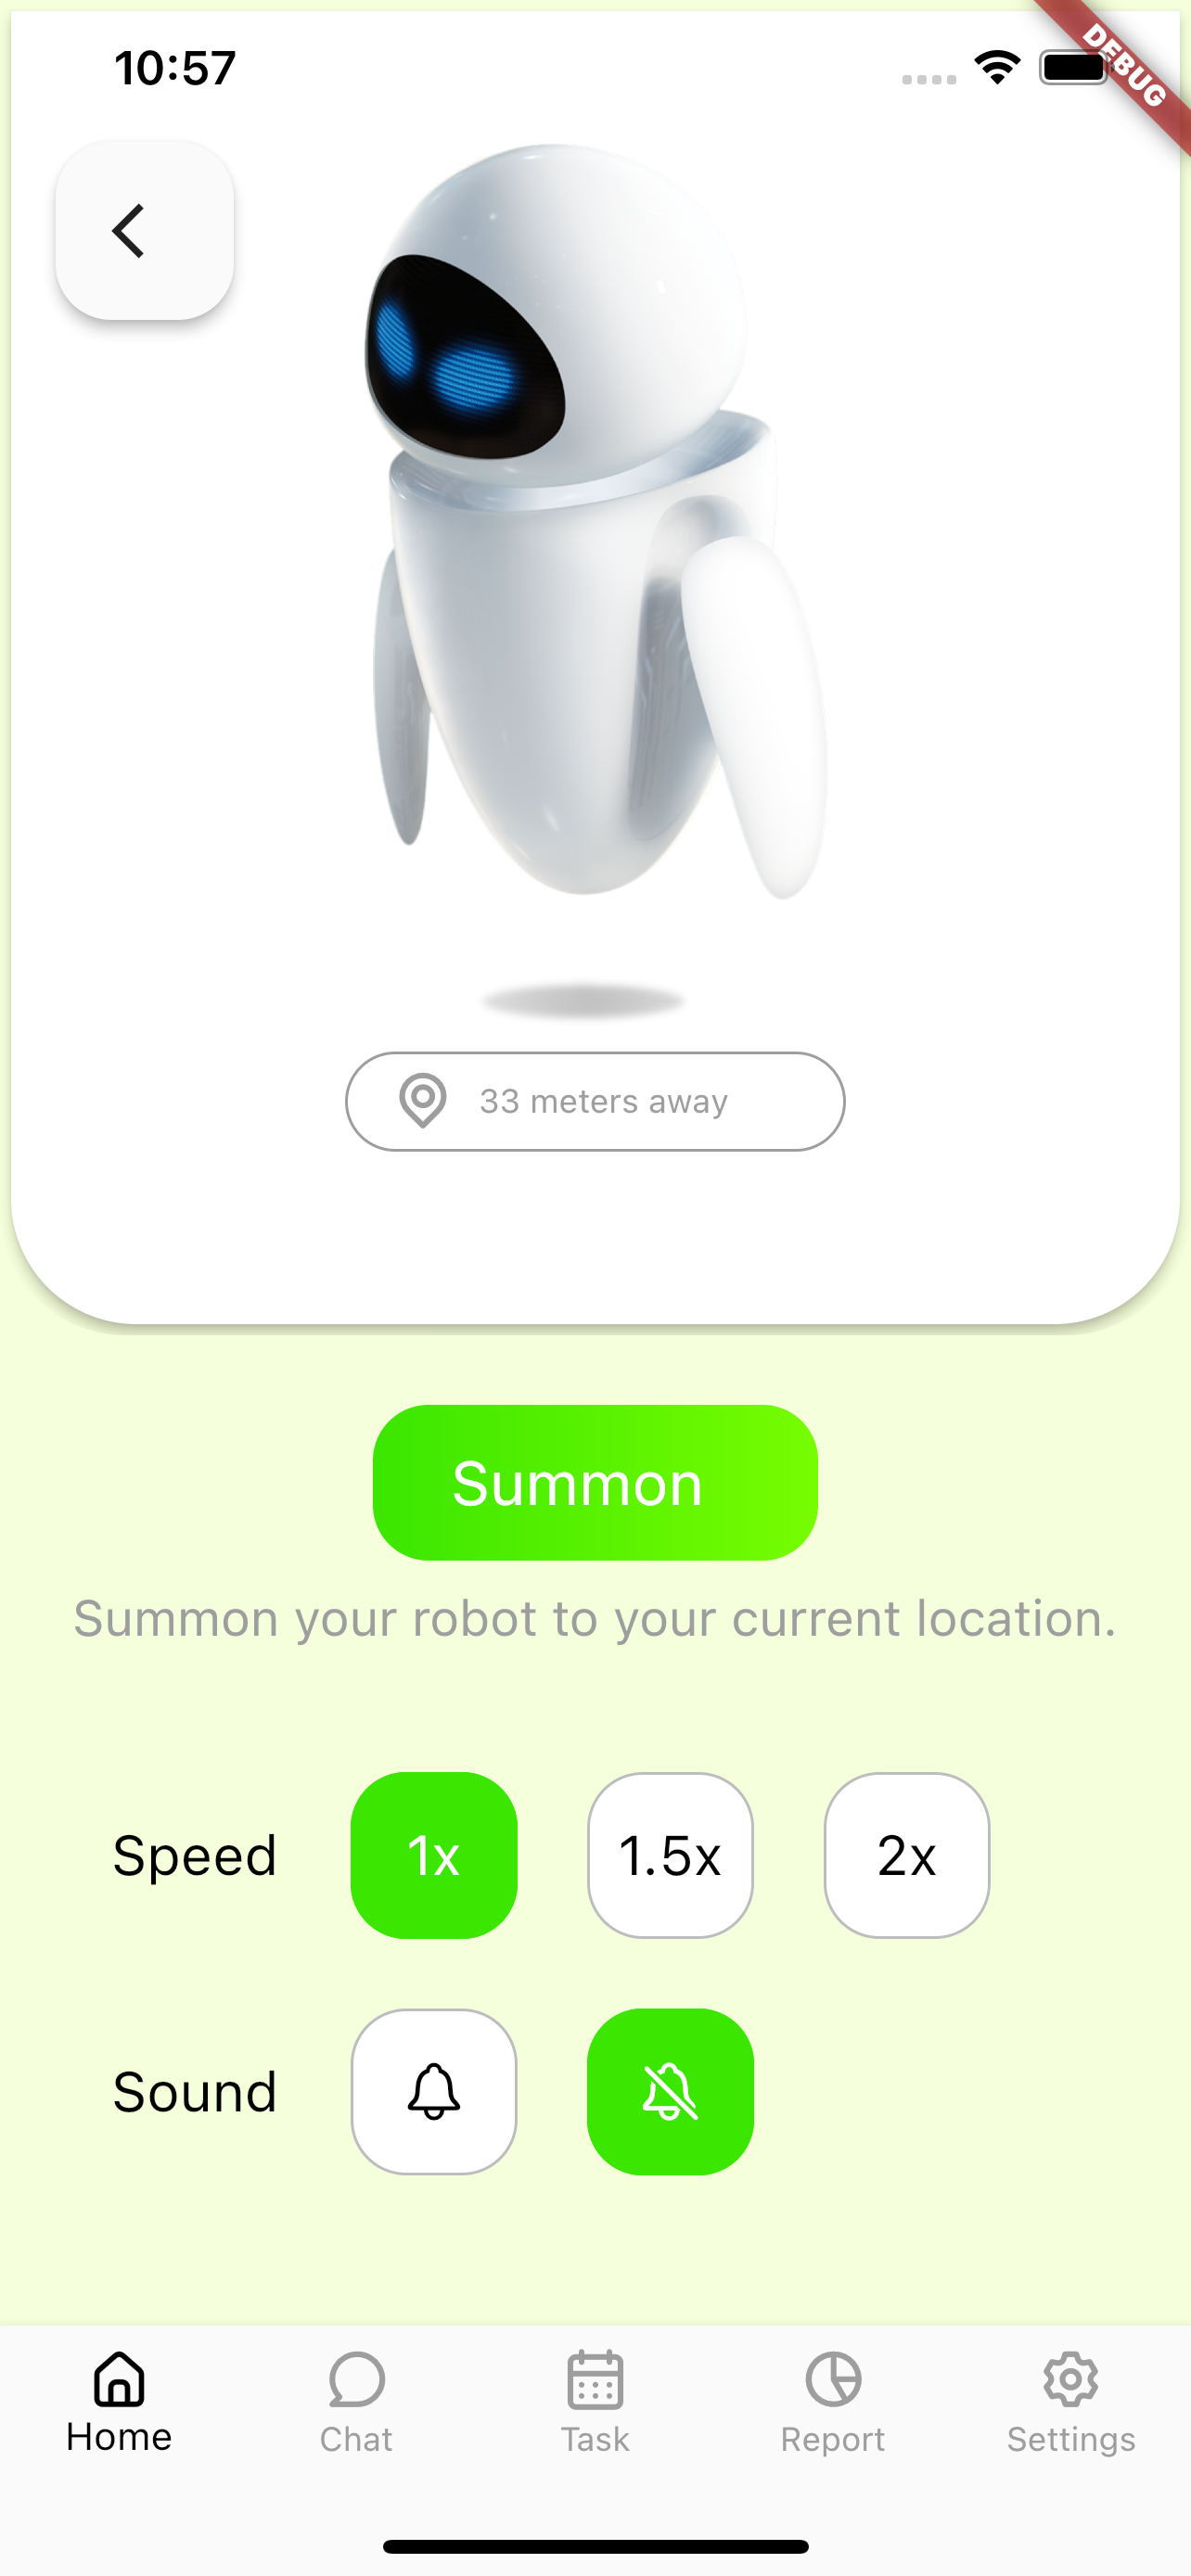 10:57
DEBUG
33 meters away
Summon
Summon your robot to your current location.
Speed 1x 1.5x 2x
Sound
Home Chat Task Report Settings